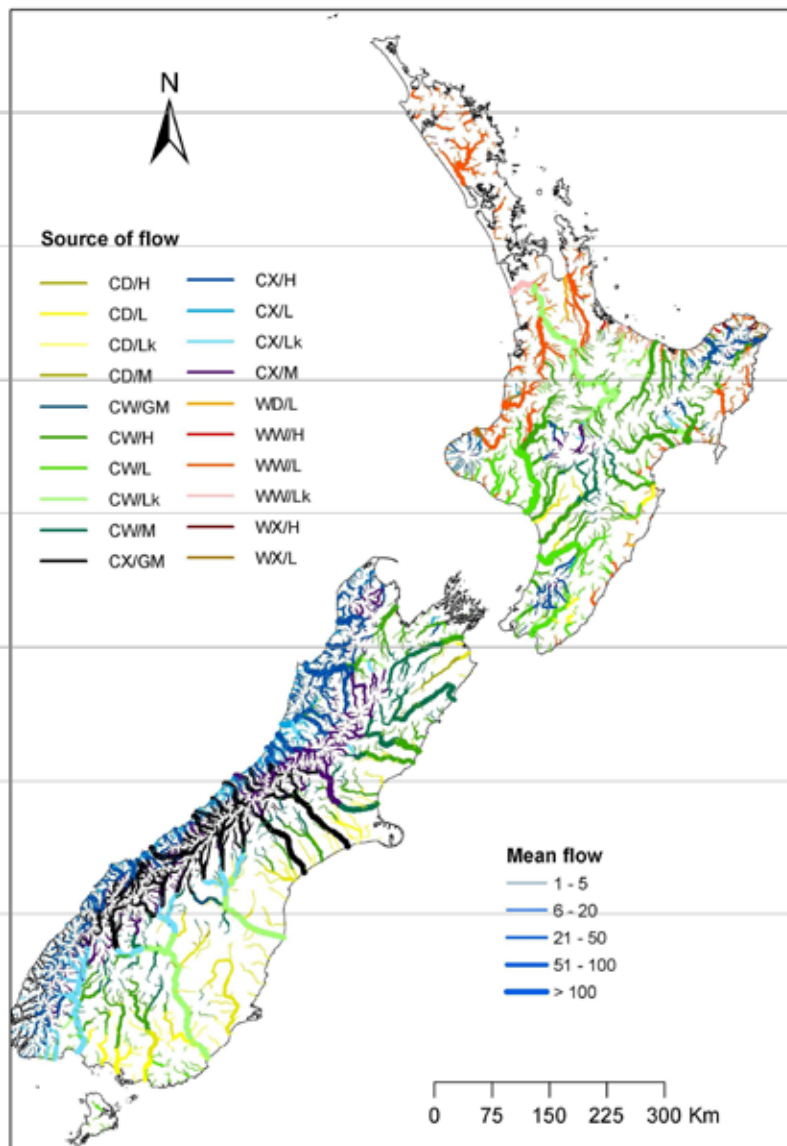 N
Source of flow
CD/H
CD/L
CD/Lk
CD/M
CW/GM
CW/H
CW/L
CW/Lk
CW/M
CX/GM
CX/H
CX/L
CX/Lk
CX/M
WD/L
WW/H
WW/L
WW/Lk
WX/H
WX/L
Mean flow
1 - 5
6 - 20
21 - 50
51 - 100
> 100
0 75 150 225 300 Km